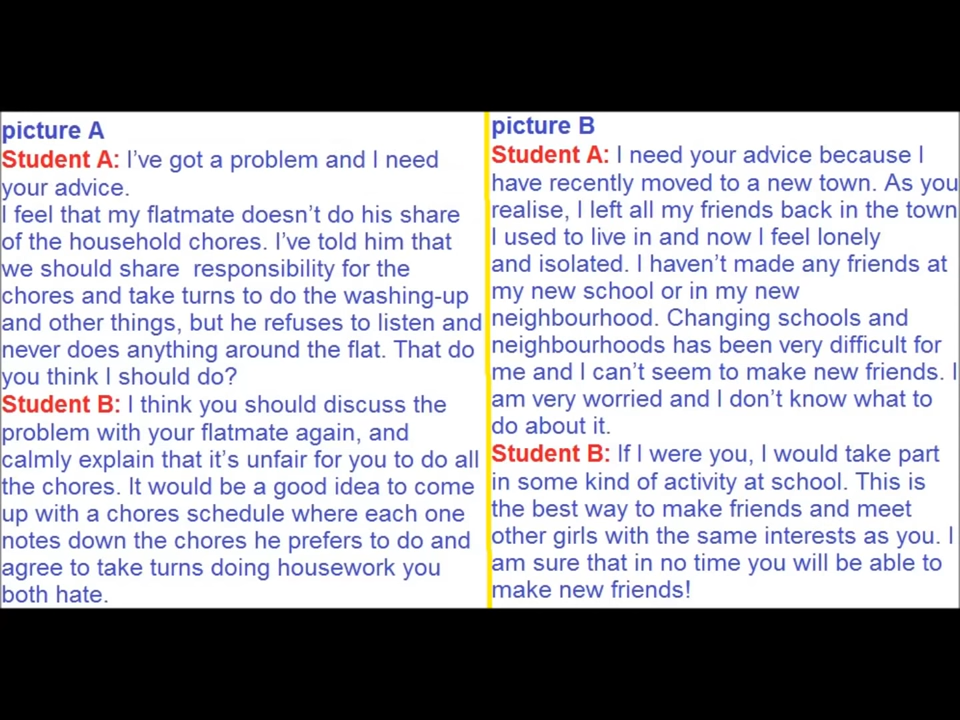 picture A
Student A: I've got a problem and I need
your advice.
I feel that my flatmate doesn't do his share
of the household chores. I've told him that
we should share  responsibility for the
chores and take turns to do the washing-up
and other things, but he refuses to listen and
never does anything around the flat. That do
you think I should do?
Student B: I think you should discuss the
problem with your flatmate again, and
calmly explain that it's unfair for you to do all
the chores. It would be a good idea to come
up with a chores schedule where each one
notes down the chores he prefers to do and
agree to take turns doing housework you
both hate.
picture B
Student A: I need your advice because I
have recently moved to a new town. As you
realise, I left all my friends back in the town
I used to live in and now I feel lonely
and isolated. I haven't made any friends at
my new school or in my new
neighbourhood. Changing schools and
neighbourhoods has been very difficult for
me and I can't seem to make new friends. I
am very worried and I don't know what to
do about it.
Student B: If I were you, I would take part
in some kind of activity at school. This is
the best way to make friends and meet
other girls with the same interests as you. I
am sure that in no time you will be able to
make new friends!